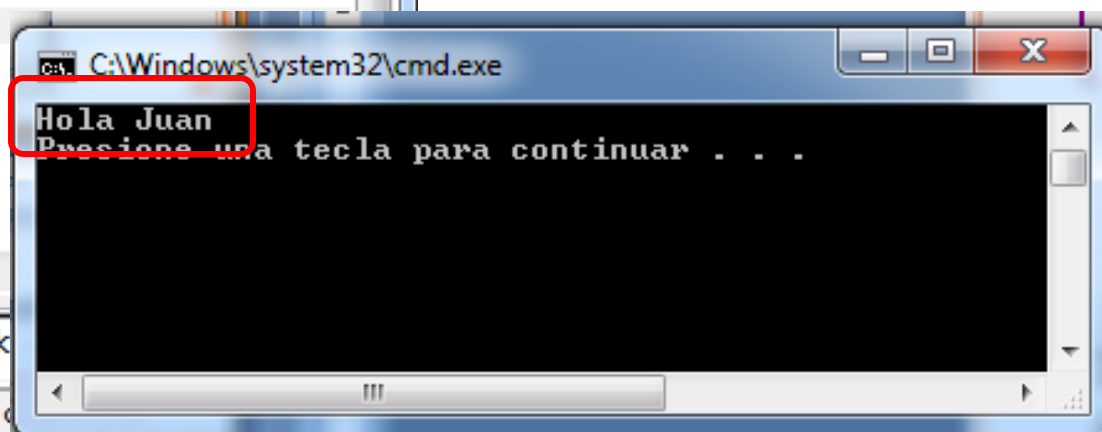 C:\Windows\system32\cmd.exe
Hola Juan
Presione una tecla para continuar . . .